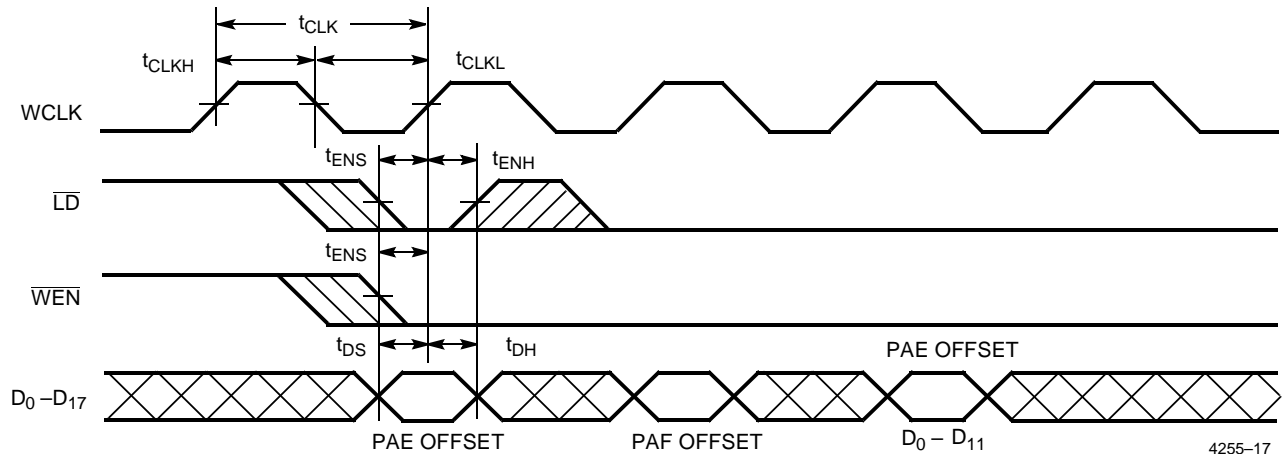 tCLK
tCLKH
tCLKL
WCLK
tENS
tENH
LD
tENS
WEN
tDS
tDH
PAE OFFSET
D0 –D17
PAE OFFSET
PAF OFFSET
D0 – D11
4255–17